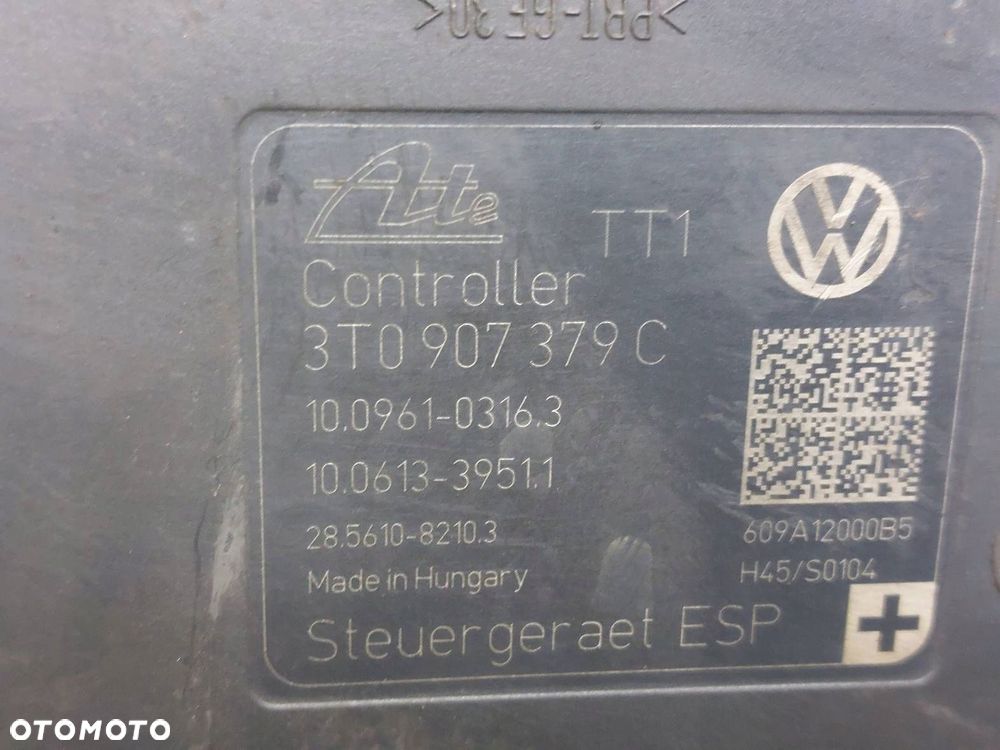 >PBT-GF30<
Ate
TT1
Controller
3T0 907 379 C
10.0961-0316.3
10.0613-3951.1
28.5610-8210.3
609A12000B5
Made in Hungary
H45/S0104
Steuergeraet ESP
OTOMOTO